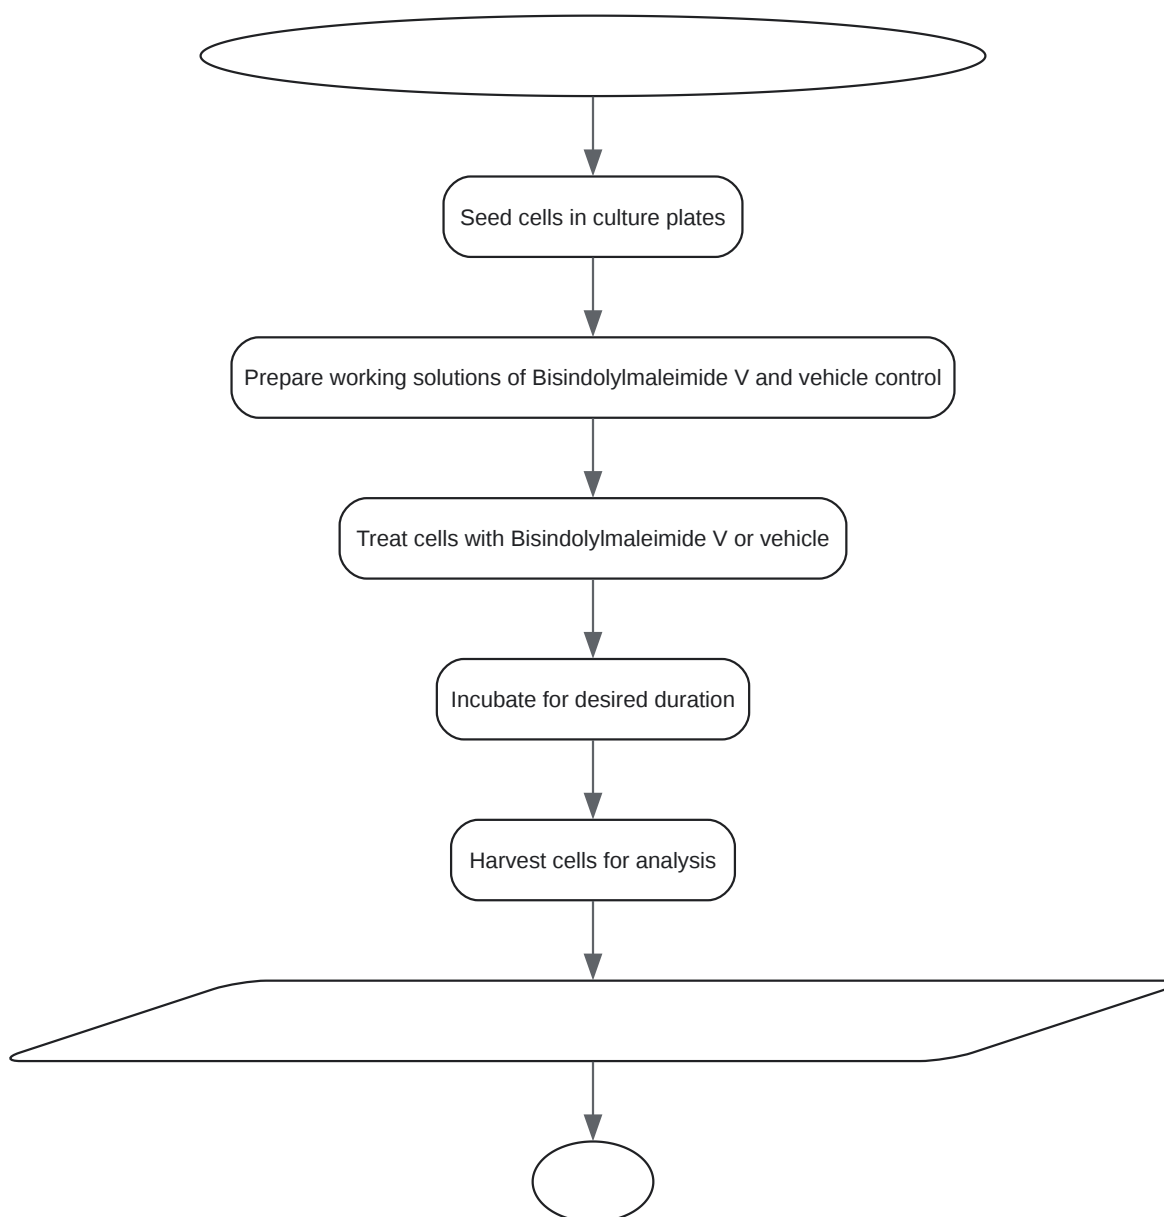 Seed cells in culture plates
Prepare working solutions of Bisindolylmaleimide V and vehicle control
Treat cells with Bisindolylmaleimide V or vehicle
Incubate for desired duration
Harvest cells for analysis